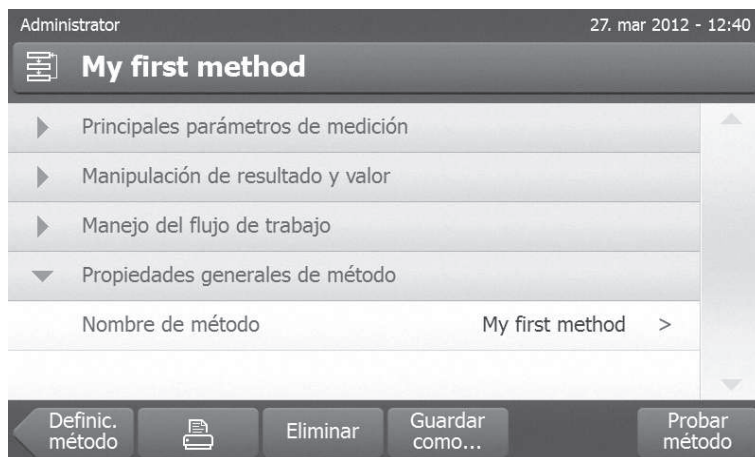 Administrator 27. mar 2012 - 12:40
My first method
Principales parámetros de medición
Manipulación de resultado y valor
Manejo del flujo de trabajo
Propiedades generales de método
Nombre de método My first method >
Definic. método
Eliminar
Guardar como...
Probar método